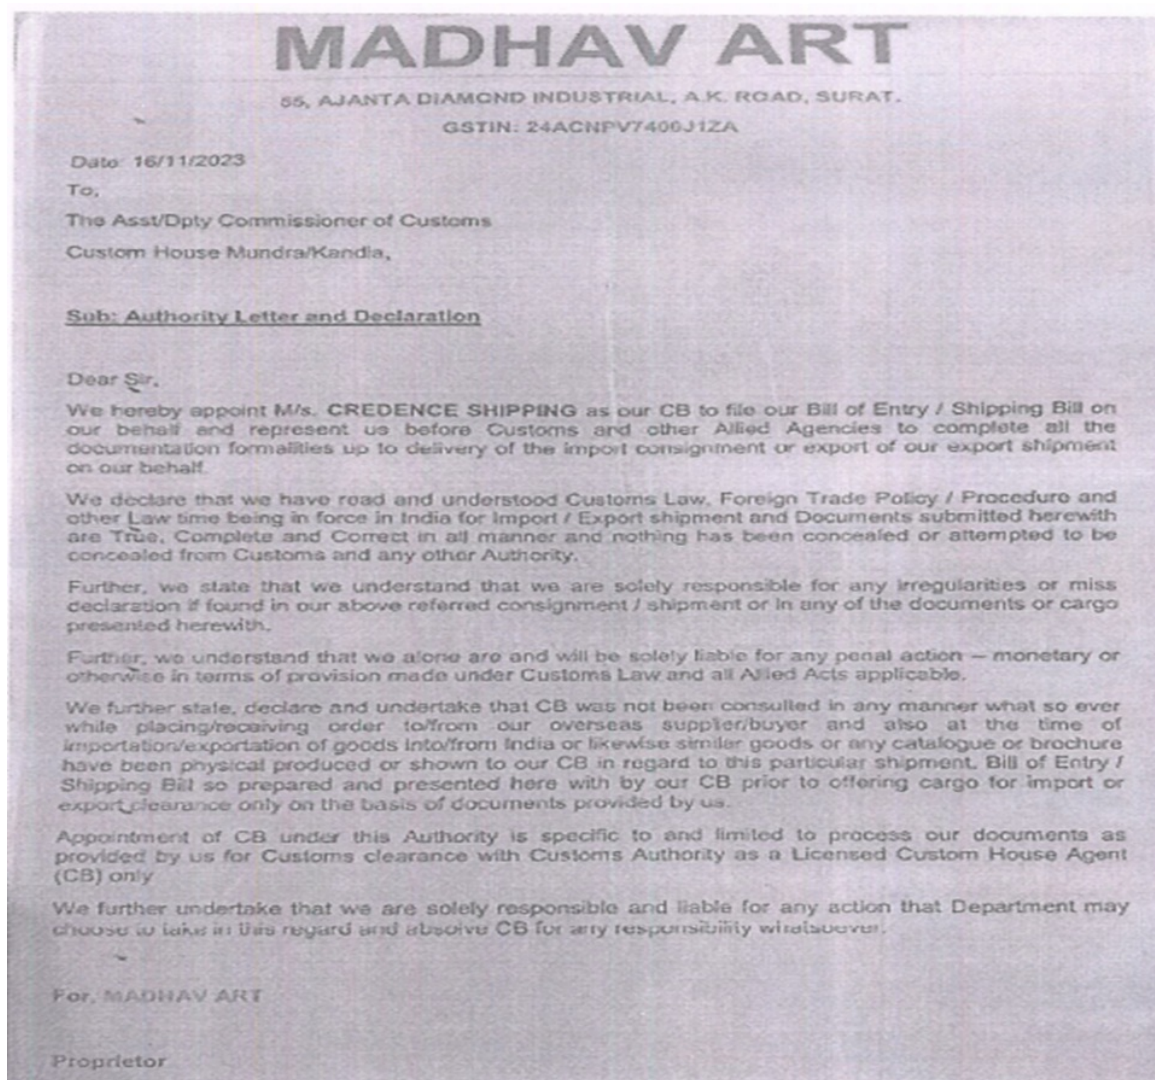 MADHAV ART
55, AJANTA DIAMOND INDUSTRIAL, A.K. ROAD, SURAT.
GSTIN: 24ACNPV7406J1ZA
Date: 16/11/2023
To,
The Asst/Dpty Commissioner of Customs
Custom House Mundra/Kandla,
Sub: Authority Letter and Declaration
Dear Sir,
We hereby appoint M/s. CREDENCE SHIPPING as our CB to file our Bill of Entry / Shipping Bill on
our behalf and represent us before Customs and other Allied Agencies to complete all the
documentation formalities up to delivery of the import consignment or export of our export shipment
on our behalf.
We declare that we have read and understood Customs Law, Foreign Trade Policy / Procedure and
other Law time being in force in India for Import / Export shipment and Documents submitted herewith
are True, Complete and Correct in all manner and nothing has been concealed or attempted to be
concealed from Customs and any other Authority.
Further, we state that we understand that we are solely responsible for any irregularities or miss
declaration if found in our above referred consignment / shipment or in any of the documents or cargo
presented herewith.
Further, we understand that we alone are and will be solely liable for any penal action – monetary or
otherwise in terms of provision made under Customs Law and all Allied Acts applicable.
We further state, declare and undertake that CB was not been consulted in any manner what so ever
while placing/receiving order to/from our overseas supplier/buyer and also at the time of
importation/exportation of goods into/from India or likewise similar goods or any catalogue or brochure
have been physical produced or shown to our CB in regard to this particular shipment. Bill of Entry /
Shipping Bill so prepared and presented here with by our CB prior to offering cargo for import or
export clearance only on the basis of documents provided by us.
Appointment of CB under this Authority is specific to and limited to process our documents as
provided by us for Customs clearance with Customs Authority as a Licensed Custom House Agent
(CB) only
We further undertake that we are solely responsible and liable for any action that Department may
choose to take in this regard and absolve CB for any responsibility whatsoever.
For, MADHAV ART
Proprietor